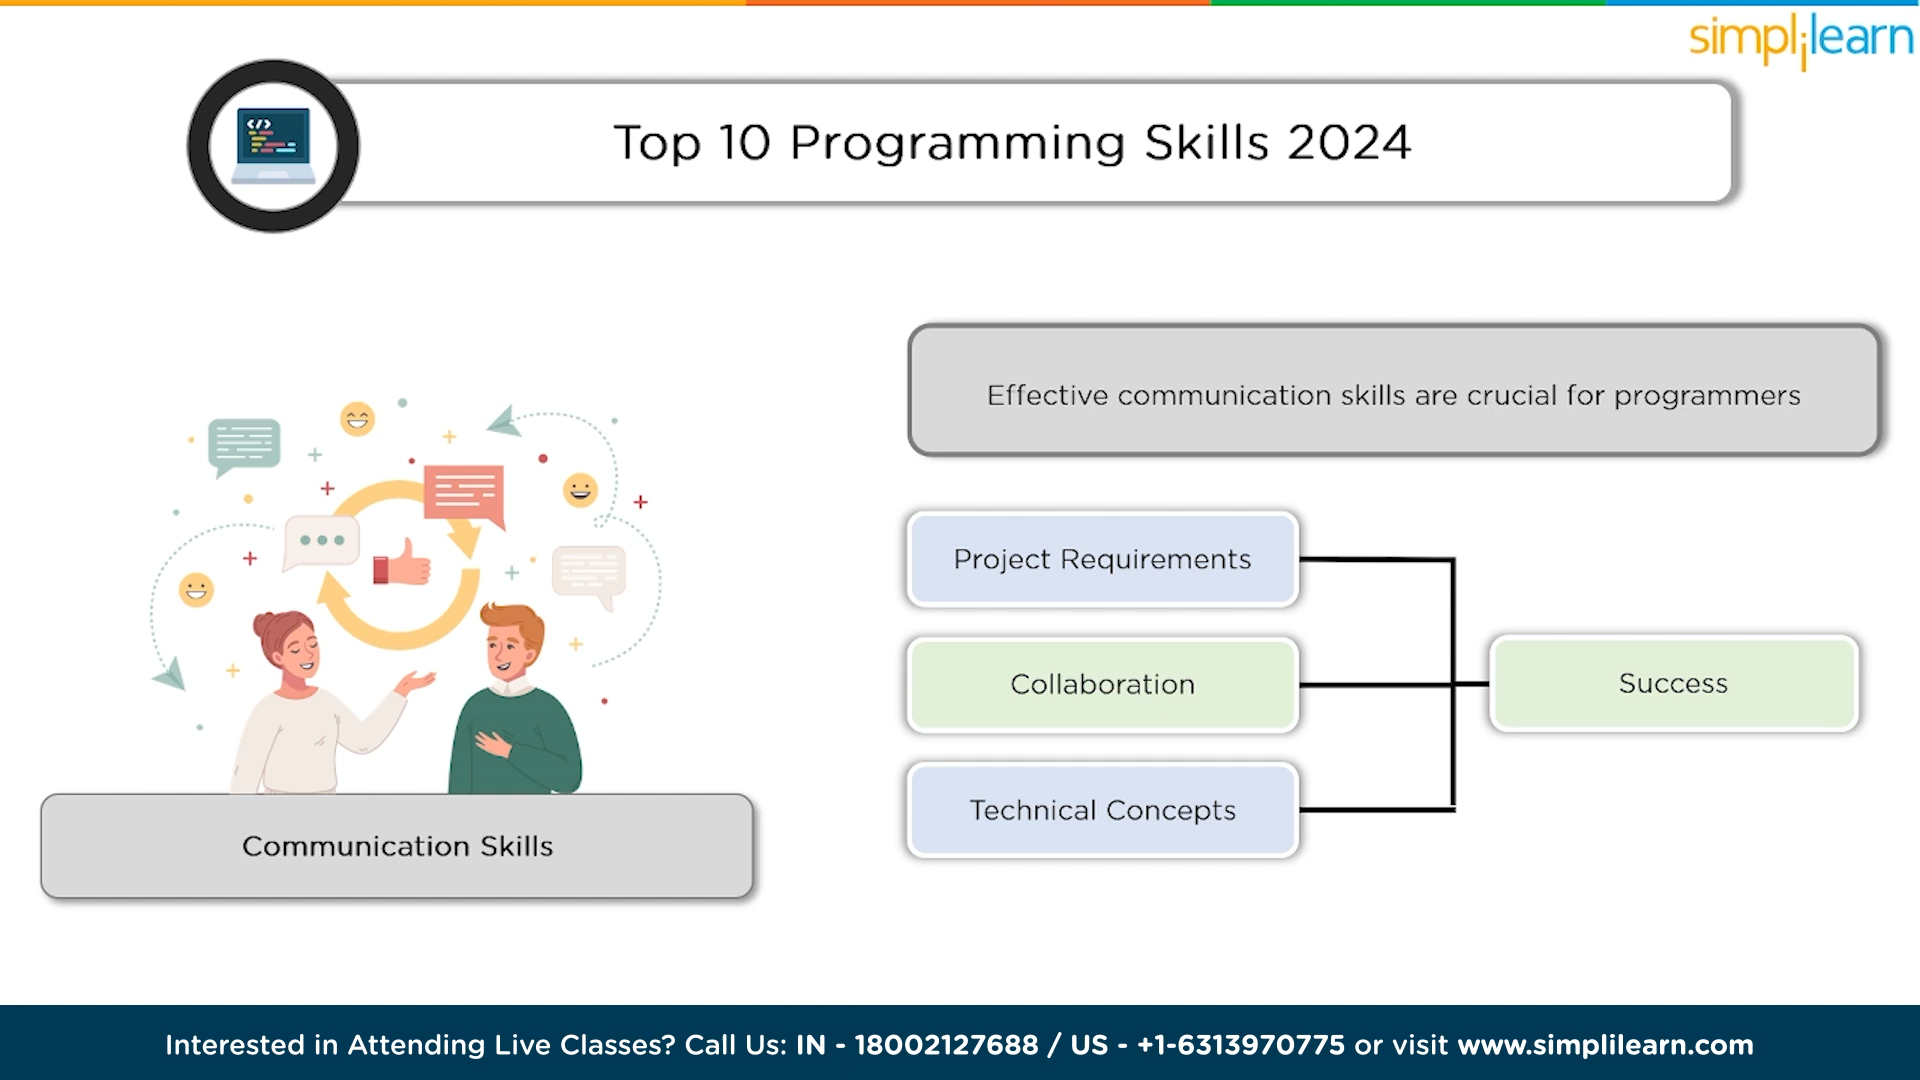 simplilearn
Top 10 Programming Skills 2024
Effective communication skills are crucial for programmers
Project Requirements
Collaboration
Success
Technical Concepts
Communication Skills
Interested in Attending Live Classes? Call Us: IN - 18002127688 / US - +1-6313970775 or visit www.simplilearn.com